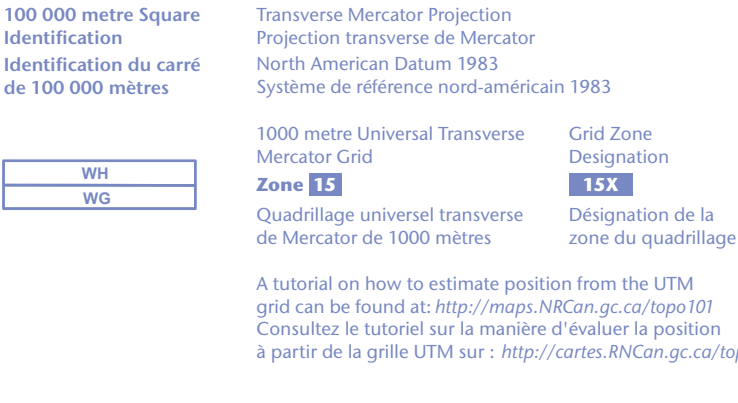 100 000 metre Square
Identification
Identification du carré
de 100 000 mètres
WH
WG
Transverse Mercator Projection
Projection transverse de Mercator
North American Datum 1983
Système de référence nord-américain 1983
1000 metre Universal Transverse
Mercator Grid
Zone 15
Quadrillage universel transverse
de Mercator de 1000 mètres
Grid Zone
Designation
15X
Désignation de la
zone du quadrillage
A tutorial on how to estimate position from the UTM
grid can be found at: http://maps.NRCan.gc.ca/topo101
Consultez le tutoriel sur la manière d'évaluer la position
à partir de la grille UTM sur :